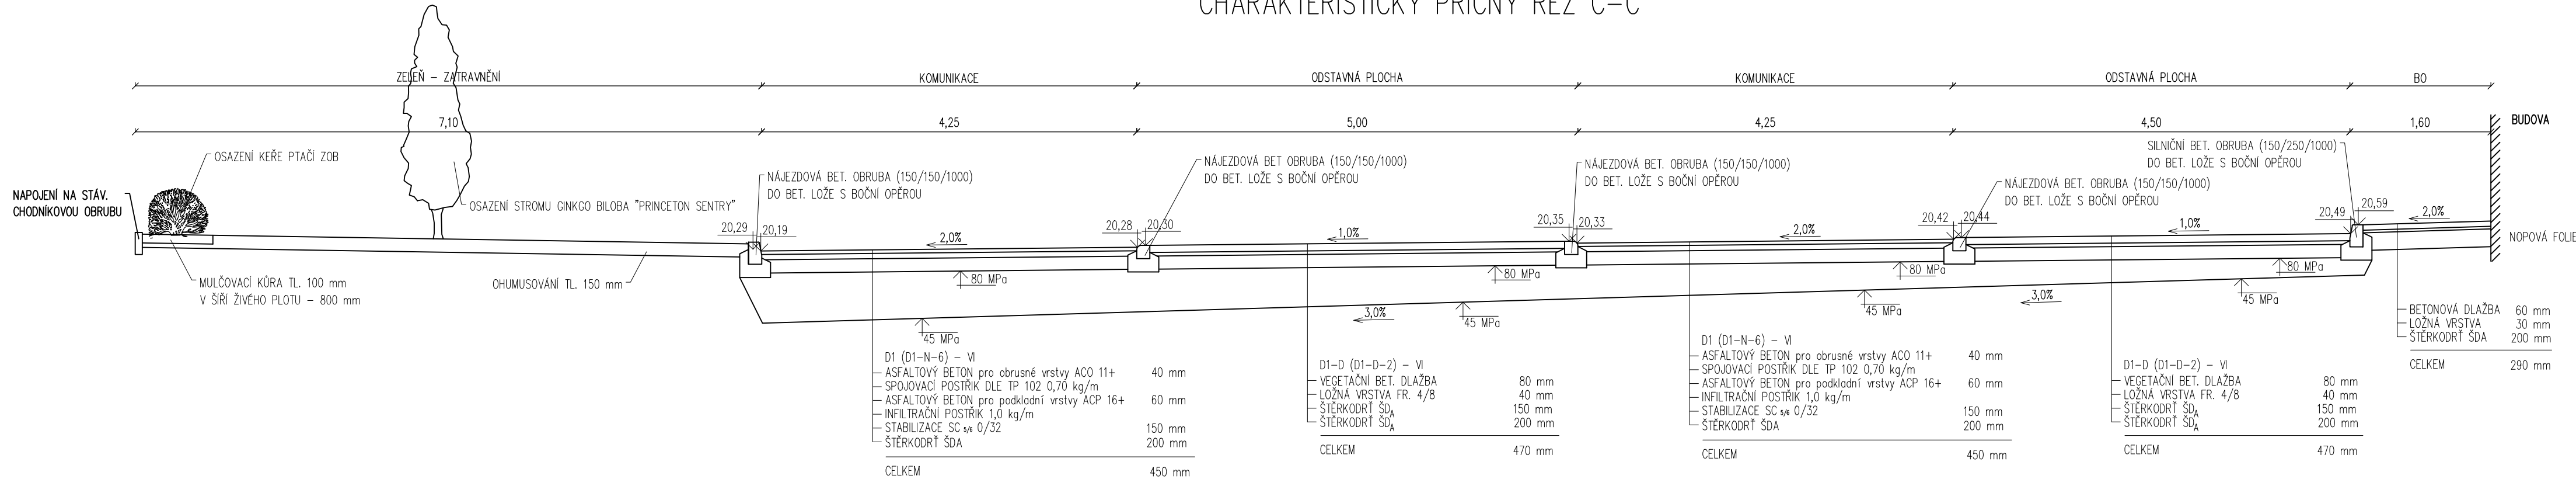 CHARAKTERISTICKÝ PŘÍČNÝ ŘEZ C-C
ZELEŇ - ZATRAVNĚNÍ
KOMUNIKACE
ODSTAVNÁ PLOCHA
KOMUNIKACE
ODSTAVNÁ PLOCHA
BO
7,10
4,25
5,00
4,25
4,50
1,60
BUDOVA
OSAZENÍ KEŘE PTAČÍ ZOB
NAPOJENÍ NA STÁV.
CHODNÍKOVOU OBRUBU
OSAZENÍ STROMU GINKGO BILOBA "PRINCETON SENTRY"
NÁJEZDOVÁ BET. OBRUBA (150/150/1000)
DO BET. LOŽE S BOČNÍ OPĚROU
NÁJEZDOVÁ BET OBRUBA (150/150/1000)
DO BET. LOŽE S BOČNÍ OPĚROU
NÁJEZDOVÁ BET. OBRUBA (150/150/1000)
DO BET. LOŽE S BOČNÍ OPĚROU
NÁJEZDOVÁ BET. OBRUBA (150/150/1000)
DO BET. LOŽE S BOČNÍ OPĚROU
SILNIČNÍ BET. OBRUBA (150/250/1000)
DO BET. LOŽE S BOČNÍ OPĚROU
20,29
20,19
2,0%
20,28
20,30
1,0%
20,35
20,33
2,0%
20,42
20,44
1,0%
20,49
20,59
2,0%
NOPOVÁ FOLIE
MULČOVACÍ KŮRA TL. 100 mm
V ŠÍŘÍ ŽIVÉHO PLOTU - 800 mm
OHUMUSOVÁNÍ TL. 150 mm
80 MPa
80 MPa
80 MPa
80 MPa
45 MPa
3,0%
45 MPa
45 MPa
3,0%
45 MPa
D1 (D1-N-6) - VI
ASFALTOVÝ BETON pro obrusné vrstvy ACO 11+ 40 mm
SPOJOVACÍ POSTŘIK DLE TP 102 0,70 kg/m
ASFALTOVÝ BETON pro podkladní vrstvy ACP 16+ 60 mm
INFILTRAČNÍ POSTŘIK 1,0 kg/m
STABILIZACE SC 5/6 0/32 150 mm
ŠTĚRKODRŤ ŠDA 200 mm
CELKEM 450 mm
D1-D (D1-D-2) - VI
VEGETAČNÍ BET. DLAŽBA 80 mm
LOŽNÁ VRSTVA FR. 4/8 40 mm
ŠTĚRKODRŤ ŠDA 150 mm
ŠTĚRKODRŤ ŠDA 200 mm
CELKEM 470 mm
D1 (D1-N-6) - VI
ASFALTOVÝ BETON pro obrusné vrstvy ACO 11+ 40 mm
SPOJOVACÍ POSTŘIK DLE TP 102 0,70 kg/m
ASFALTOVÝ BETON pro podkladní vrstvy ACP 16+ 60 mm
INFILTRAČNÍ POSTŘIK 1,0 kg/m
STABILIZACE SC 5/6 0/32 150 mm
ŠTĚRKODRŤ ŠDA 200 mm
CELKEM 450 mm
D1-D (D1-D-2) - VI
VEGETAČNÍ BET. DLAŽBA 80 mm
LOŽNÁ VRSTVA FR. 4/8 40 mm
ŠTĚRKODRŤ ŠDA 150 mm
ŠTĚRKODRŤ ŠDA 200 mm
CELKEM 470 mm
BETONOVÁ DLAŽBA 60 mm
LOŽNÁ VRSTVA 30 mm
ŠTĚRKODRŤ ŠDA 200 mm
CELKEM 290 mm